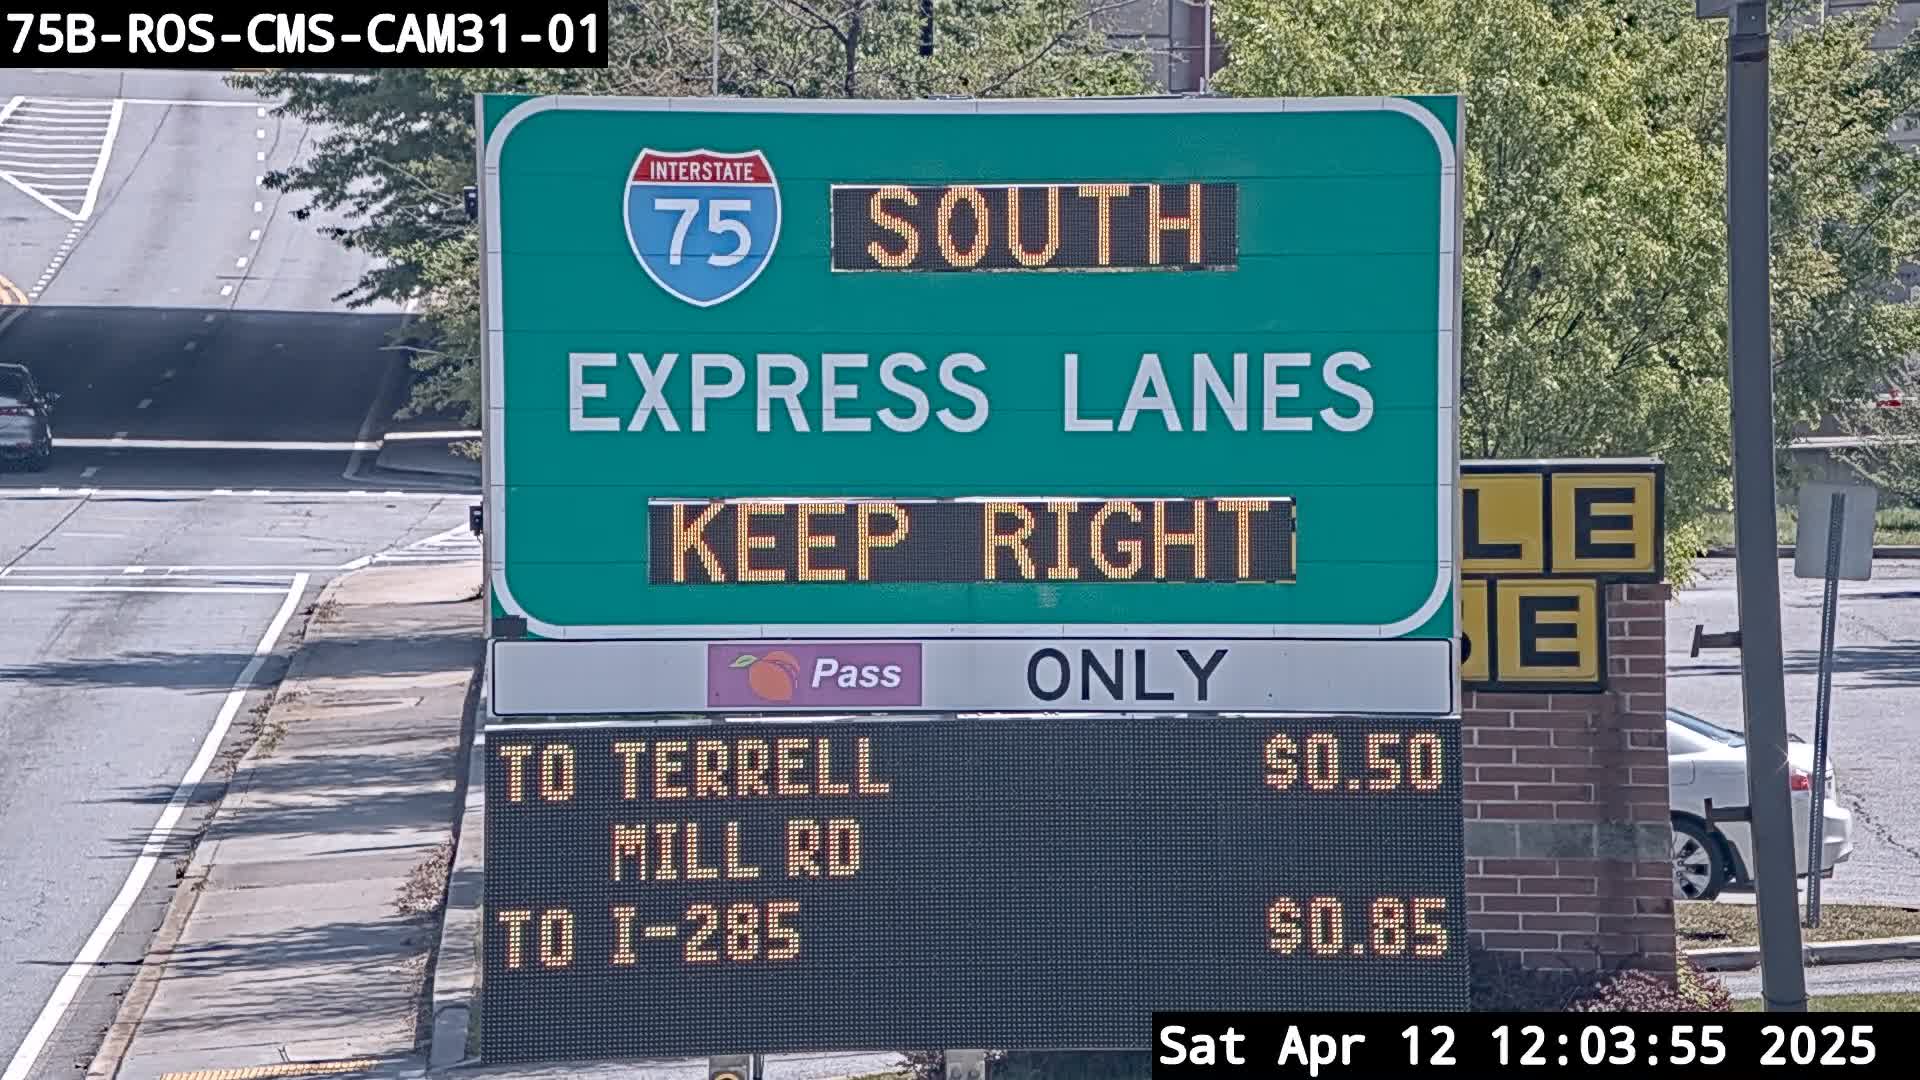 75B-ROS-CMS-CAM31-01
INTERSTATE
75
SOUTH
EXPRESS LANES
KEEP RIGHT
Pass ONLY
TO TERRELL $0.50
MILL RD
TO I-285 $0.85
LE
E
Sat Apr 12 12:03:55 2025